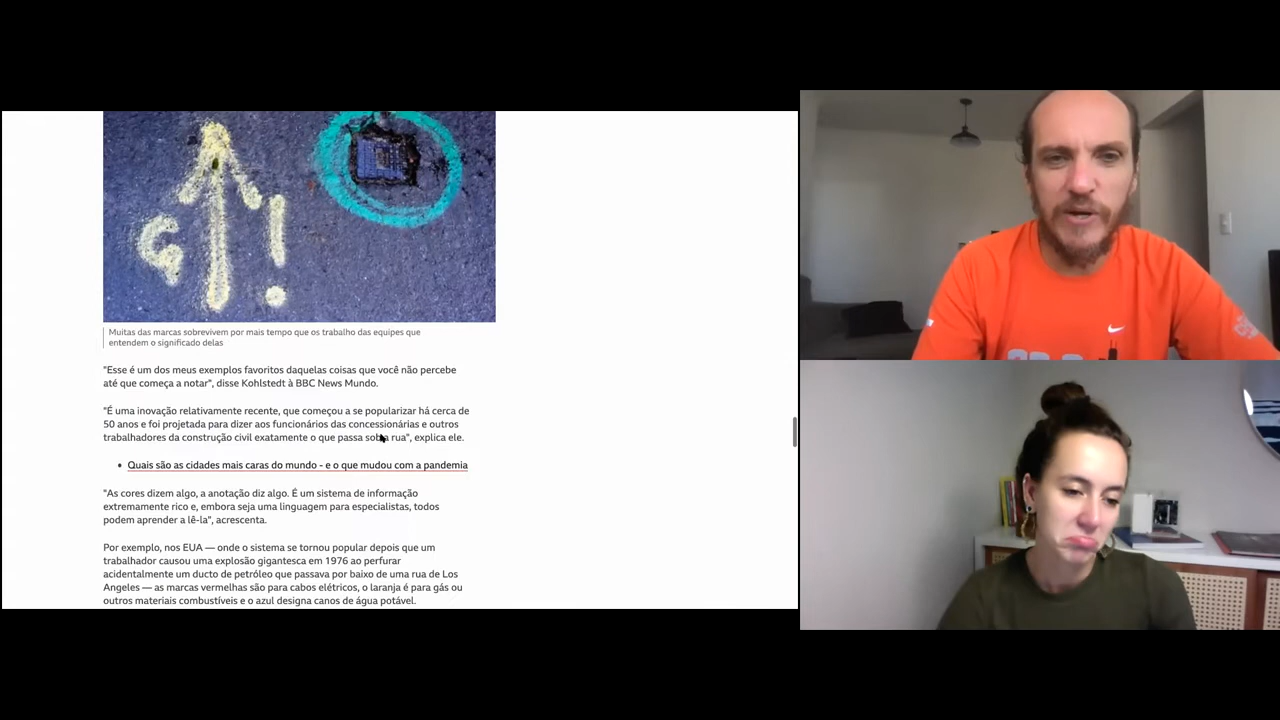 G !
Muitas das marcas sobrevivem por mais tempo que os trabalho das equipes que
entendem o significado delas
"Esse é um dos meus exemplos favoritos daquelas coisas que você não percebe
até que começa a notar", disse Kohlstedt à BBC News Mundo.
"É uma inovação relativamente recente, que começou a se popularizar há cerca de
50 anos e foi projetada para dizer aos funcionários das concessionárias e outros
trabalhadores da construção civil exatamente o que passa sob a rua", explica ele.
• Quais são as cidades mais caras do mundo - e o que mudou com a pandemia
"As cores dizem algo, a anotação diz algo. É um sistema de informação
extremamente rico e, embora seja uma linguagem para especialistas, todos
podem aprender a lê-la", acrescenta.
Por exemplo, nos EUA — onde o sistema se tornou popular depois que um
trabalhador causou uma explosão gigantesca em 1976 ao perfurar
acidentalmente um ducto de petróleo que passava por baixo de uma rua de Los
Angeles — as marcas vermelhas são para cabos elétricos, o laranja é para gás ou
outros materiais combustíveis e o azul designa canos de água potável.